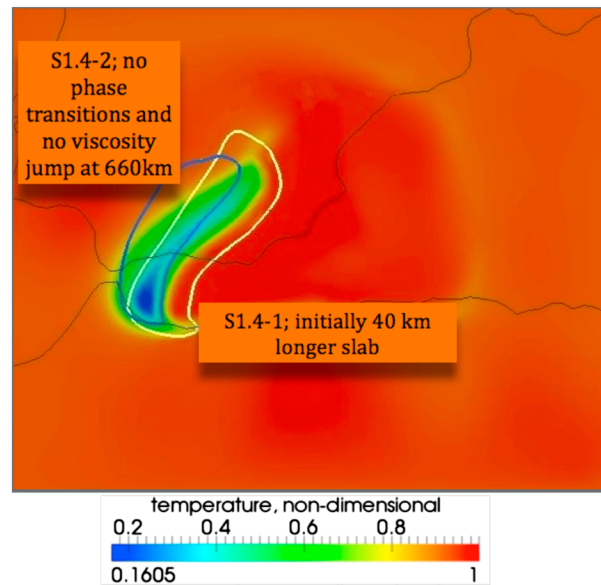 S1.4-2; no
phase
transitions and
no viscosity
jump at 660km
S1.4-1; initially 40 km
longer slab
temperature, non-dimensional
0.2 0.4 0.6 0.8
0.1605 1